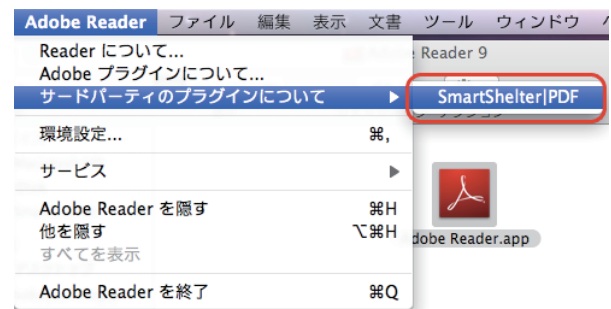 Adobe Reader ファイル 編集 表示 文書 ツール ウィンドウ
Reader について...
Reader 9
Adobe プラグインについて...
サードパーティのプラグインについて ▶
SmartShelter|PDF
環境設定... ⌘,
サービス ▶
Adobe Reader を隠す ⌘H
他を隠す ⌥⌘H
すべてを表示
Adobe Reader.app
Adobe Reader を終了 ⌘Q